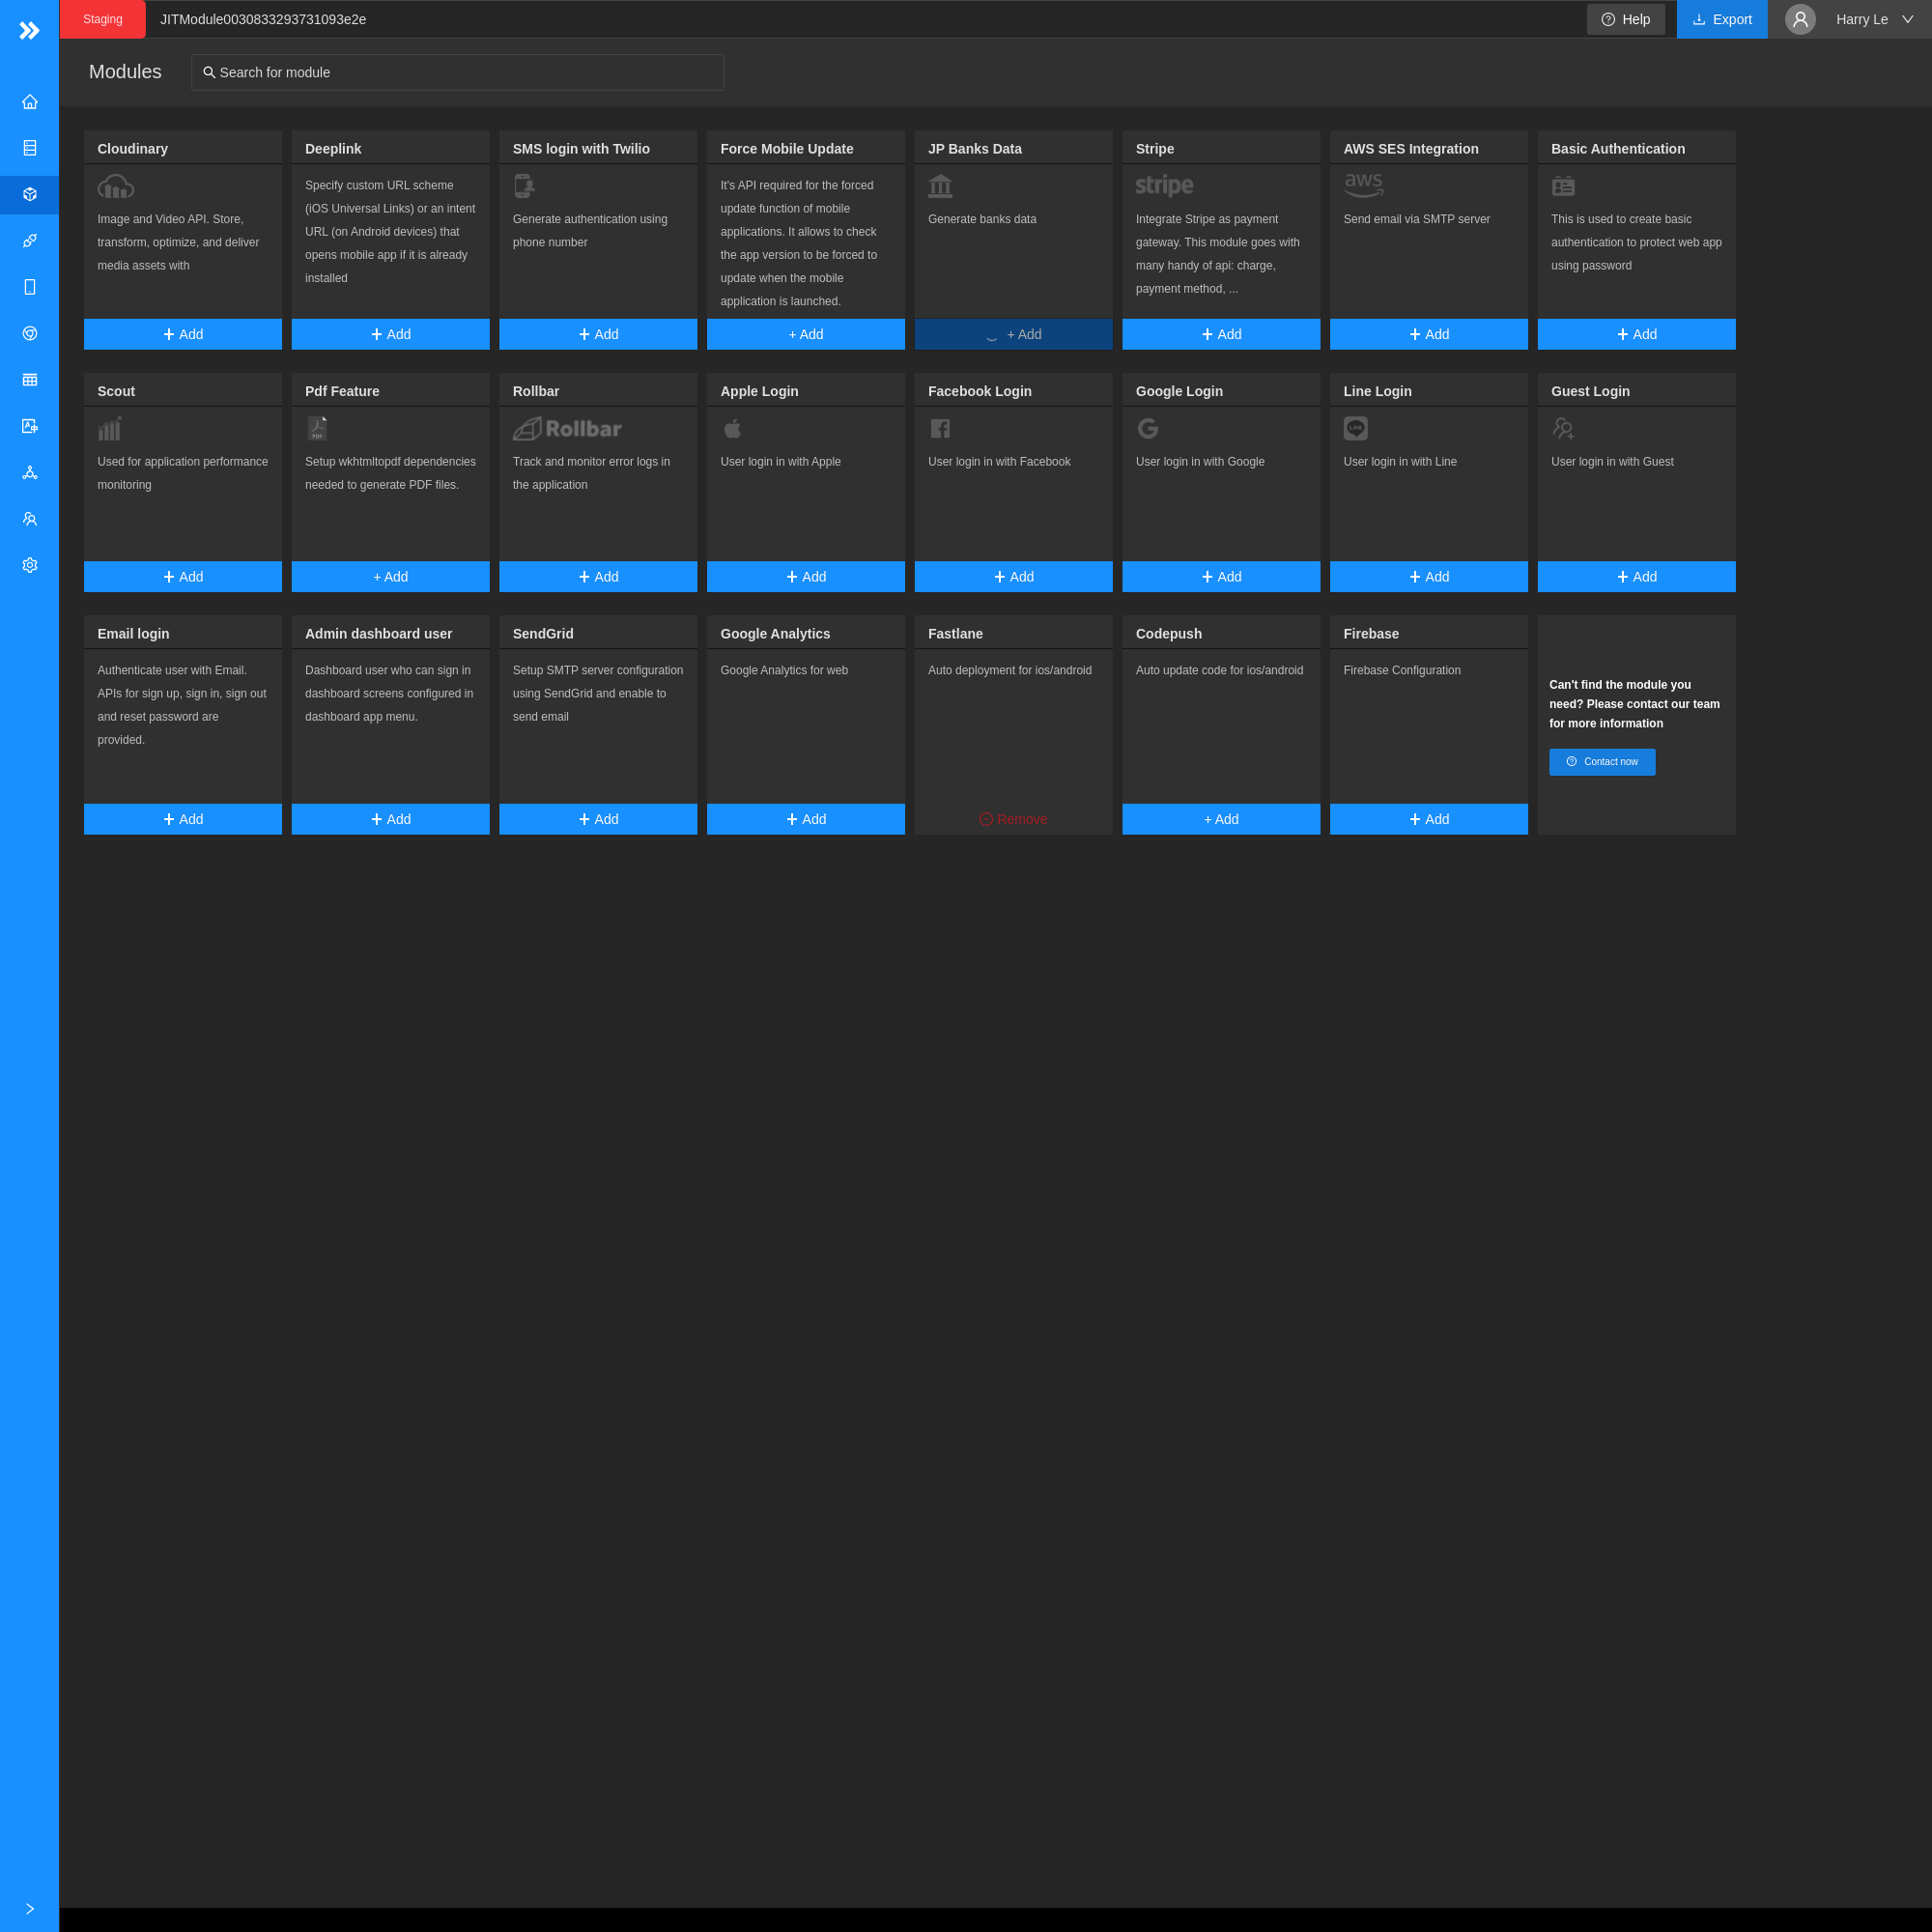 Staging
JITModule0030833293731093e2e
Help
Export
Harry Le
Modules
Search for module
Cloudinary
Image and Video API. Store,
transform, optimize, and deliver
media assets with
+ Add
Deeplink
Specify custom URL scheme
(iOS Universal Links) or an intent
URL (on Android devices) that
opens mobile app if it is already
installed
+ Add
SMS login with Twilio
Generate authentication using
phone number
+ Add
Force Mobile Update
It's API required for the forced
update function of mobile
applications. It allows to check
the app version to be forced to
update when the mobile
application is launched.
+ Add
JP Banks Data
Generate banks data
+ Add
Stripe
stripe
Integrate Stripe as payment
gateway. This module goes with
many handy of api: charge,
payment method, ...
+ Add
AWS SES Integration
aws
Send email via SMTP server
+ Add
Basic Authentication
This is used to create basic
authentication to protect web app
using password
+ Add
Scout
Used for application performance
monitoring
+ Add
Pdf Feature
PDF
Setup wkhtmltopdf dependencies
needed to generate PDF files.
+ Add
Rollbar
Rollbar
Track and monitor error logs in
the application
+ Add
Apple Login
User login in with Apple
+ Add
Facebook Login
User login in with Facebook
+ Add
Google Login
User login in with Google
+ Add
Line Login
LINE
User login in with Line
+ Add
Guest Login
User login in with Guest
+ Add
Email login
Authenticate user with Email.
APIs for sign up, sign in, sign out
and reset password are
provided.
+ Add
Admin dashboard user
Dashboard user who can sign in
dashboard screens configured in
dashboard app menu.
+ Add
SendGrid
Setup SMTP server configuration
using SendGrid and enable to
send email
+ Add
Google Analytics
Google Analytics for web
+ Add
Fastlane
Auto deployment for ios/android
Remove
Codepush
Auto update code for ios/android
+ Add
Firebase
Firebase Configuration
+ Add
Can't find the module you
need? Please contact our team
for more information
Contact now